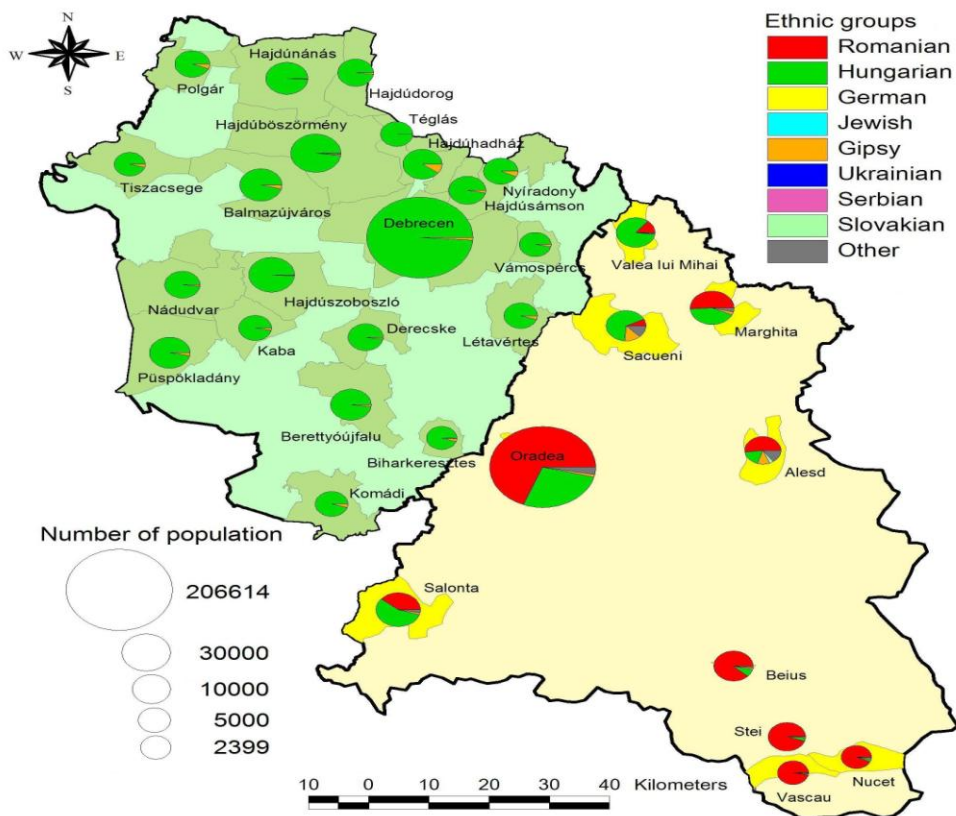 N
W E
S
Ethnic groups
Romanian
Hungarian
German
Jewish
Gipsy
Ukrainian
Serbian
Slovakian
Other
Polgár
Hajdúnánás
Hajdúdorog
Téglás
Hajdúböszörmény
Hajdúhadház
Tiszacsege
Balmazújváros
Nyíradony
Hajdúsámson
Debrecen
Vámospércs
Valea lui Mihai
Nádudvar
Hajdúszoboszló
Létavértes
Marghita
Derecske
Kaba
Sacueni
Püspökladány
Berettyóújfalu
Biharkeresztes
Oradea
Alesd
Komádi
Number of population
206614
30000
10000
5000
2399
Salonta
Beius
Stei
Nucet
Vascau
10 0 10 20 30 40 Kilometers